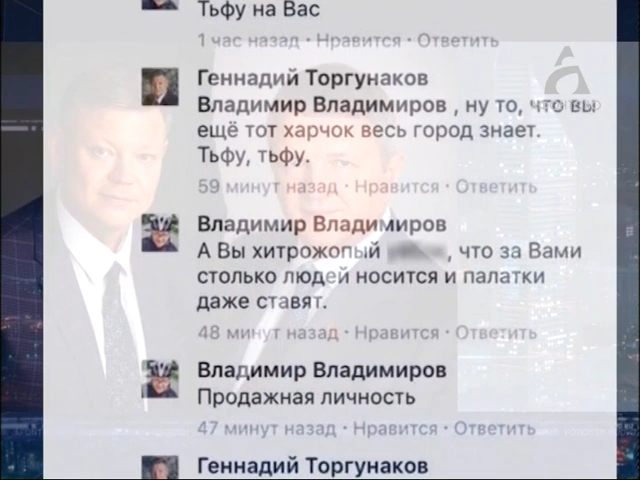 Тьфу на Вас
1 час назад · Нравится · Ответить
Геннадий Торгунаков
Владимир Владимиров , ну то, что вы
ещё тот харчок весь город знает.
Тьфу, тьфу.
59 минут назад · Нравится · Ответить
Владимир Владимиров
А Вы хитрожопый , что за Вами
столько людей носится и палатки
даже ставят.
48 минут назад · Нравится · Ответить
Владимир Владимиров
Продажная личность
47 минут назад · Нравится · Ответить
Геннадий Торгунаков